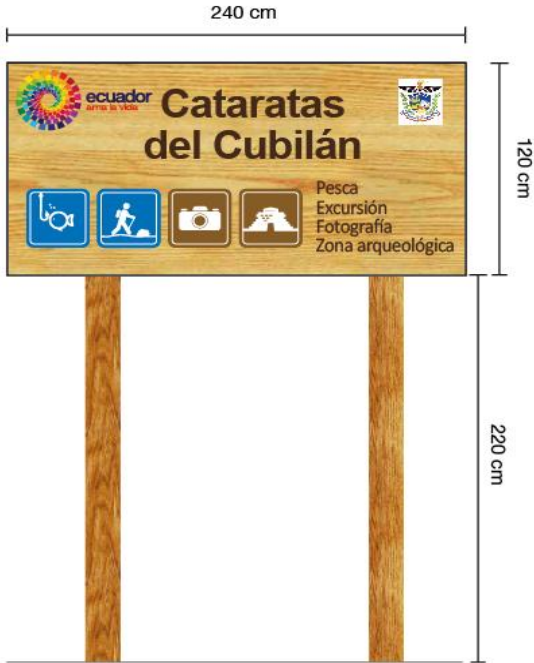 240 cm
ecuador
ama la vida
Cataratas
del Cubilán
120 cm
Pesca
Excursión
Fotografía
Zona arqueológica
220 cm